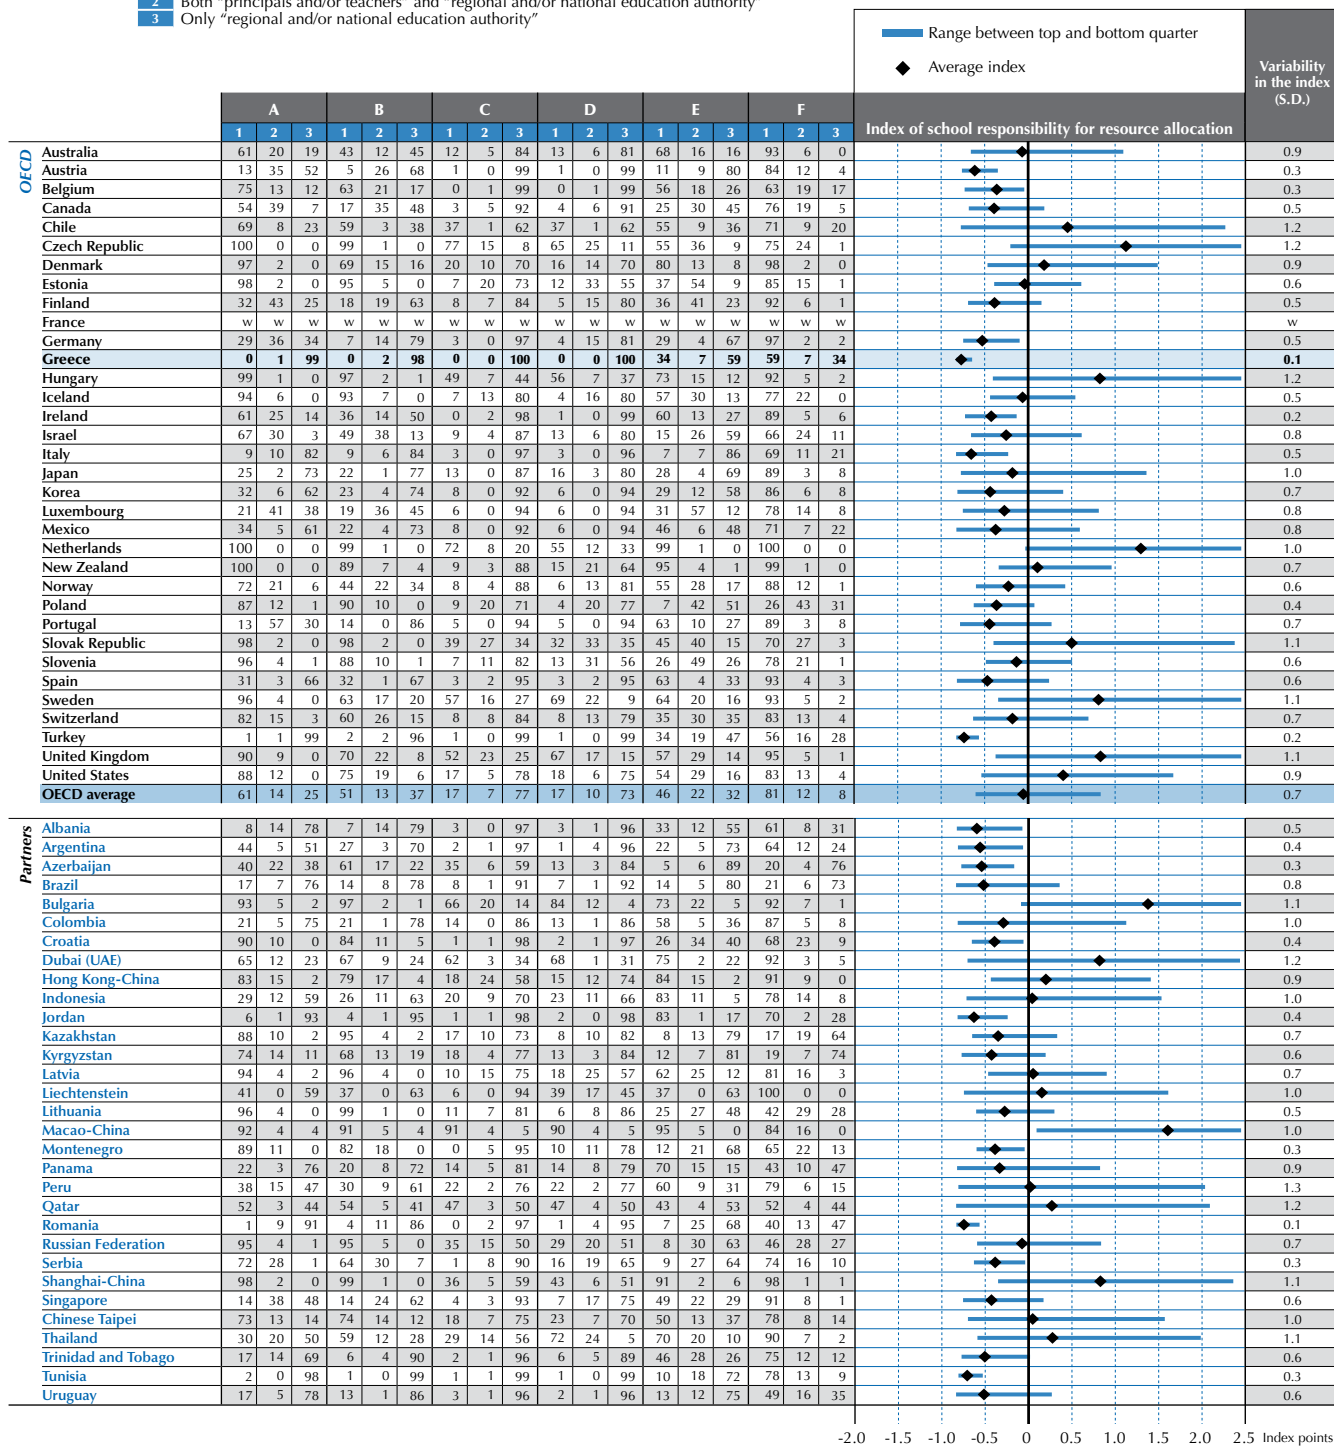 2 Both “principals and/or teachers” and “regional and/or national education authority”
3 Only “regional and/or national education authority”
Range between top and bottom quarter
Average index
Variability in the index (S.D.)
A B C D E F
1 2 3 1 2 3 1 2 3 1 2 3 1 2 3 1 2 3 Index of school responsibility for resource allocation
OECD
Australia 61 20 19 43 12 45 12 5 84 13 6 81 68 16 16 93 6 0 0.9
Austria 13 35 52 5 26 68 1 0 99 1 0 99 11 9 80 84 12 4 0.3
Belgium 75 13 12 63 21 17 0 1 99 0 1 99 56 18 26 63 19 17 0.3
Canada 54 39 7 17 35 48 3 5 92 4 6 91 25 30 45 76 19 5 0.5
Chile 69 8 23 59 3 38 37 1 62 37 1 62 55 9 36 71 9 20 1.2
Czech Republic 100 0 0 99 1 0 77 15 8 65 25 11 55 36 9 75 24 1 1.2
Denmark 97 2 0 69 15 16 20 10 70 16 14 70 80 13 8 98 2 0 0.9
Estonia 98 2 0 95 5 0 7 20 73 12 33 55 37 54 9 85 15 1 0.6
Finland 32 43 25 18 19 63 8 7 84 5 15 80 36 41 23 92 6 1 0.5
France w w w w w w w w w w w w w w w w w w w
Germany 29 36 34 7 14 79 3 0 97 4 15 81 29 4 67 97 2 2 0.5
Greece 0 1 99 0 2 98 0 0 100 0 0 100 34 7 59 59 7 34 0.1
Hungary 99 1 0 97 2 1 49 7 44 56 7 37 73 15 12 92 5 2 1.2
Iceland 94 6 0 93 7 0 7 13 80 4 16 80 57 30 13 77 22 0 0.5
Ireland 61 25 14 36 14 50 0 2 98 1 0 99 60 13 27 89 5 6 0.2
Israel 67 30 3 49 38 13 9 4 87 13 6 80 15 26 59 66 24 11 0.8
Italy 9 10 82 9 6 84 3 0 97 3 0 96 7 7 86 69 11 21 0.5
Japan 25 2 73 22 1 77 13 0 87 16 3 80 28 4 69 89 3 8 1.0
Korea 32 6 62 23 4 74 8 0 92 6 0 94 29 12 58 86 6 8 0.7
Luxembourg 21 41 38 19 36 45 6 0 94 6 0 94 31 57 12 78 14 8 0.8
Mexico 34 5 61 22 4 73 8 0 92 6 0 94 46 6 48 71 7 22 0.8
Netherlands 100 0 0 99 1 0 72 8 20 55 12 33 99 1 0 100 0 0 1.0
New Zealand 100 0 0 89 7 4 9 3 88 15 21 64 95 4 1 99 1 0 0.7
Norway 72 21 6 44 22 34 8 4 88 6 13 81 55 28 17 88 12 1 0.6
Poland 87 12 1 90 10 0 9 20 71 4 20 77 7 42 51 26 43 31 0.4
Portugal 13 57 30 14 0 86 5 0 94 5 0 94 63 10 27 89 3 8 0.7
Slovak Republic 98 2 0 98 2 0 39 27 34 32 33 35 45 40 15 70 27 3 1.1
Slovenia 96 4 1 88 10 1 7 11 82 13 31 56 26 49 26 78 21 1 0.6
Spain 31 3 66 32 1 67 3 2 95 3 2 95 63 4 33 93 4 3 0.6
Sweden 96 4 0 63 17 20 57 16 27 69 22 9 64 20 16 93 5 2 1.1
Switzerland 82 15 3 60 26 15 8 8 84 8 13 79 35 30 35 83 13 4 0.7
Turkey 1 1 99 2 2 96 1 0 99 1 0 99 34 19 47 56 16 28 0.2
United Kingdom 90 9 0 70 22 8 52 23 25 67 17 15 57 29 14 95 5 1 1.1
United States 88 12 0 75 19 6 17 5 78 18 6 75 54 29 16 83 13 4 0.9
OECD average 61 14 25 51 13 37 17 7 77 17 10 73 46 22 32 81 12 8 0.7
Partners
Albania 8 14 78 7 14 79 3 0 97 3 1 96 33 12 55 61 8 31 0.5
Argentina 44 5 51 27 3 70 2 1 97 1 4 96 22 5 73 64 12 24 0.4
Azerbaijan 40 22 38 61 17 22 35 6 59 13 3 84 5 6 89 20 4 76 0.3
Brazil 17 7 76 14 8 78 8 1 91 7 1 92 14 5 80 21 6 73 0.8
Bulgaria 93 5 2 97 2 1 66 20 14 84 12 4 73 22 5 92 7 1 1.1
Colombia 21 5 75 21 1 78 14 0 86 13 1 86 58 5 36 87 5 8 1.0
Croatia 90 10 0 84 11 5 1 1 98 2 1 97 26 34 40 68 23 9 0.4
Dubai (UAE) 65 12 23 67 9 24 62 3 34 68 1 31 75 2 22 92 3 5 1.2
Hong Kong-China 83 15 2 79 17 4 18 24 58 15 12 74 84 15 2 91 9 0 0.9
Indonesia 29 12 59 26 11 63 20 9 70 23 11 66 83 11 5 78 14 8 1.0
Jordan 6 1 93 4 1 95 1 1 98 2 0 98 83 1 17 70 2 28 0.4
Kazakhstan 88 10 2 95 4 2 17 10 73 8 10 82 8 13 79 17 19 64 0.7
Kyrgyzstan 74 14 11 68 13 19 18 4 77 13 3 84 12 7 81 19 7 74 0.6
Latvia 94 4 2 96 4 0 10 15 75 18 25 57 62 25 12 81 16 3 0.7
Liechtenstein 41 0 59 37 0 63 6 0 94 39 17 45 37 0 63 100 0 0 1.0
Lithuania 96 4 0 99 1 0 11 7 81 6 8 86 25 27 48 42 29 28 0.5
Macao-China 92 4 4 91 5 4 91 4 5 90 4 5 95 5 0 84 16 0 1.0
Montenegro 89 11 0 82 18 0 0 5 95 10 11 78 12 21 68 65 22 13 0.3
Panama 22 3 76 20 8 72 14 5 81 14 8 79 70 15 15 43 10 47 0.9
Peru 38 15 47 30 9 61 22 2 76 22 2 77 60 9 31 79 6 15 1.3
Qatar 52 3 44 54 5 41 47 3 50 47 4 50 43 4 53 52 4 44 1.2
Romania 1 9 91 4 11 86 0 2 97 1 4 95 7 25 68 40 13 47 0.1
Russian Federation 95 4 1 95 5 0 35 15 50 29 20 51 8 30 63 46 28 27 0.7
Serbia 72 28 1 64 30 7 1 8 90 16 19 65 9 27 64 74 16 10 0.3
Shanghai-China 98 2 0 99 1 0 36 5 59 43 6 51 91 2 6 98 1 1 1.1
Singapore 14 38 48 14 24 62 4 3 93 7 17 75 49 22 29 91 8 1 0.6
Chinese Taipei 73 13 14 74 14 12 18 7 75 23 7 70 50 13 37 78 8 14 1.0
Thailand 30 20 50 59 12 28 29 14 56 72 24 5 70 20 10 90 7 2 1.1
Trinidad and Tobago 17 14 69 6 4 90 2 1 96 6 5 89 46 28 26 75 12 12 0.6
Tunisia 2 0 98 1 0 99 1 1 99 1 0 99 10 18 72 78 13 9 0.3
Uruguay 17 5 78 13 1 86 3 1 96 2 1 96 13 12 75 49 16 35 0.6
-2.0 -1.5 -1.0 -0.5 0 0.5 1.0 1.5 2.0 2.5 Index points